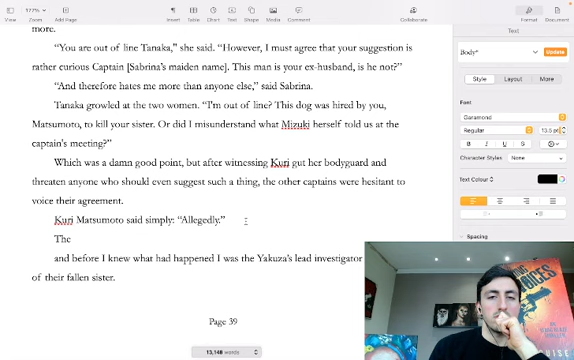 177%
View
Zoom
Add Page
Insert
Table
Chart
Text
Shape
Media
Comment
Collaborate
Format
Document
more.
“You are out of line Tanaka,” she said. “However, I must agree that your suggestion is
rather curious Captain [Sabrina’s maiden name]. This man is your ex-husband, is he not?”
“And therefore hates me more than anyone else,” said Sabrina.
Tanaka growled at the two women. “I’m out of line? This dog was hired by you,
Matsumoto, to kill your sister. Or did I misunderstand what Mizuki herself told us at the
captain’s meeting?”
Which was a damn good point, but after witnessing Kuri gut her bodyguard and
threaten anyone who should even suggest such a thing, the other captains were hesitant to
voice their agreement.
Kuri Matsumoto said simply: “Allegedly.”
The
and before I knew what had happened I was the Yakuza’s lead investigator
of their fallen sister.
Page 39
13,148 words
Text
Body*
Update
Style
Layout
More
Font
Garamond
Regular
13.5 pt
B I U S
Character Styles
None
Text Colour
Spacing